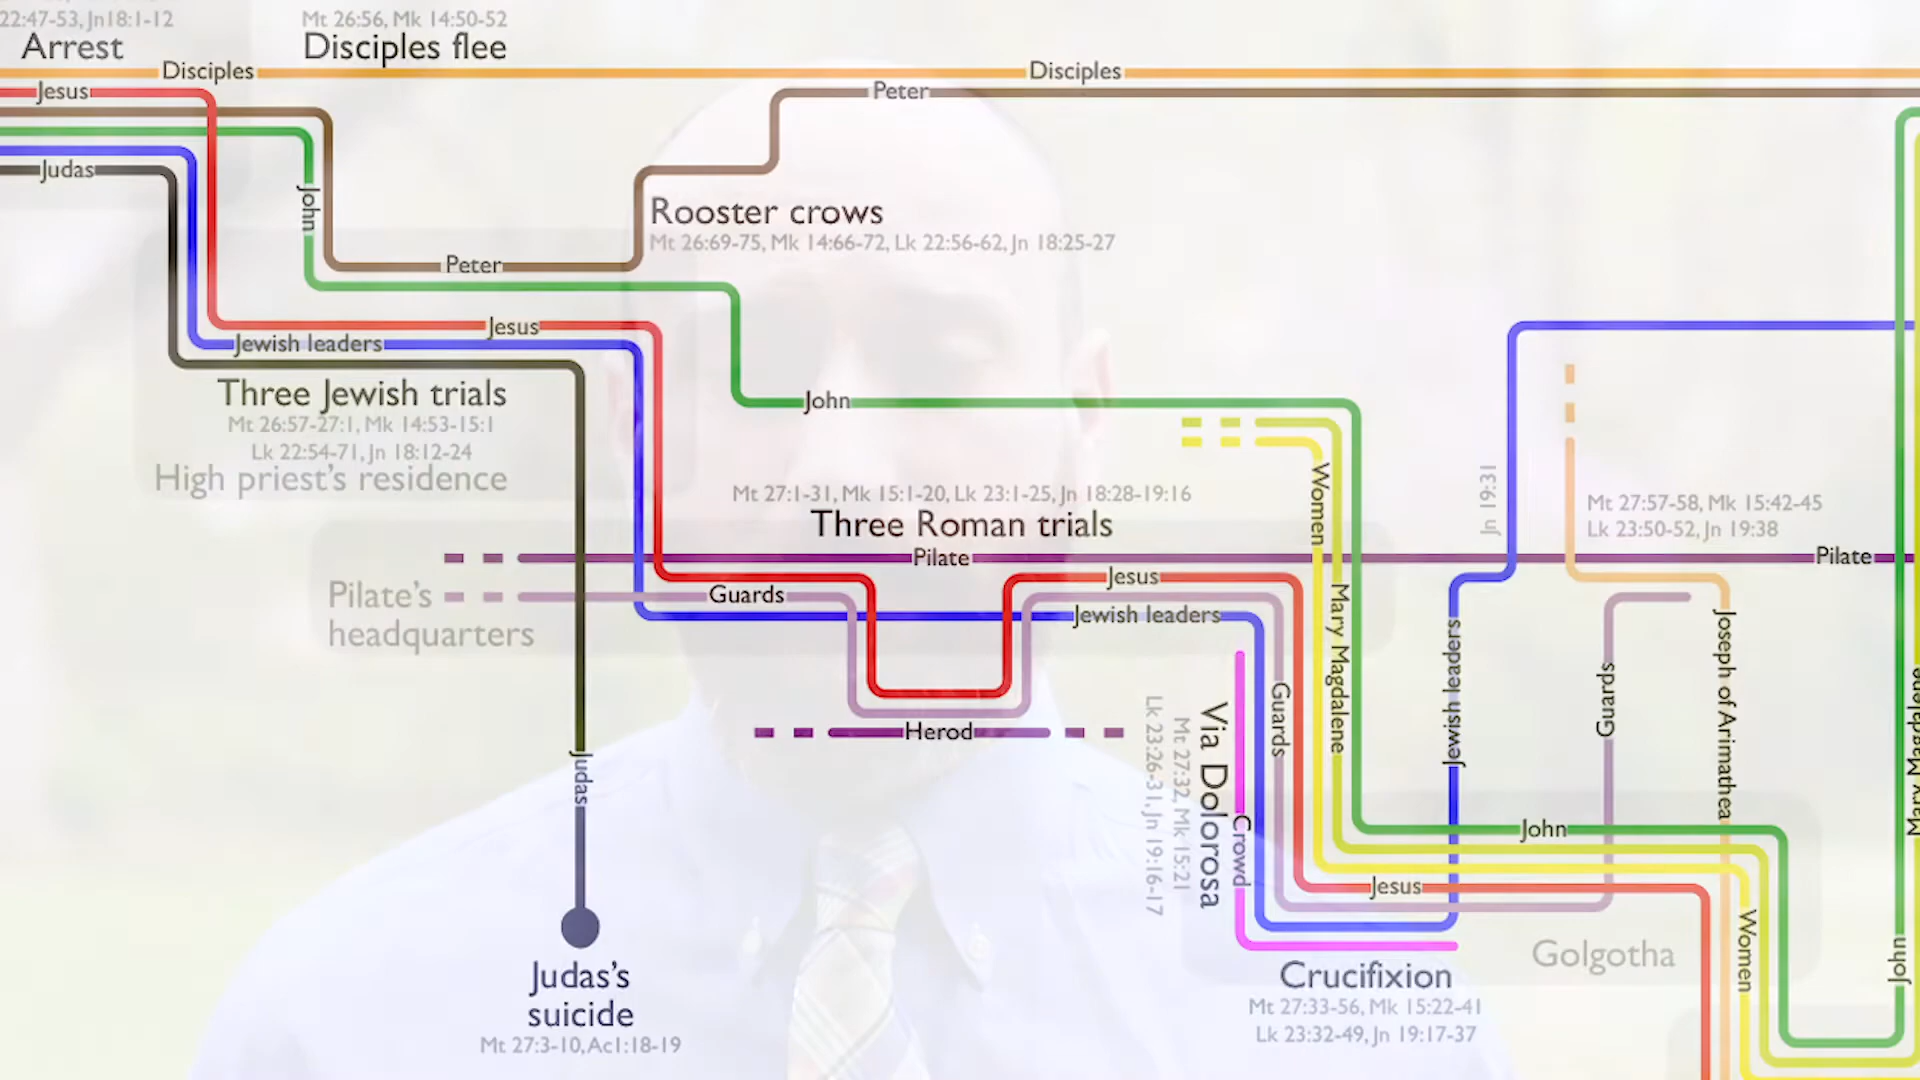 22:47-53, Jn18:1-12
Arrest
Mt 26:56, Mk 14:50-52
Disciples flee
Disciples
Disciples
Jesus
Peter
Judas
John
Rooster crows
Mt 26:69-75, Mk 14:66-72, Lk 22:56-62, Jn 18:25-27
Peter
Jesus
Jewish leaders
Three Jewish trials
Mt 26:57-27:1, Mk 14:53-15:1
Lk 22:54-71, Jn 18:12-24
High priest's residence
John
Mt 27:1-31, Mk 15:1-20, Lk 23:1-25, Jn 18:28-19:16
Three Roman trials
Pilate
Pilate
Women
Jn 19:31
Mt 27:57-58, Mk 15:42-45
Lk 23:50-52, Jn 19:38
Pilate's
headquarters
Guards
Jesus
Jewish leaders
Mary Magdalene
Jewish leaders
Guards
Joseph of Arimathea
Herod
Guards
Via Dolorosa
Mt 27:32, Mk 15:21
Lk 23:26-31, Jn 19:16-17
Crowd
Judas
John
Jesus
Women
John
Mary Magdalene
Golgotha
Judas's
suicide
Mt 27:3-10, Ac1:18-19
Crucifixion
Mt 27:33-56, Mk 15:22-41
Lk 23:32-49, Jn 19:17-37